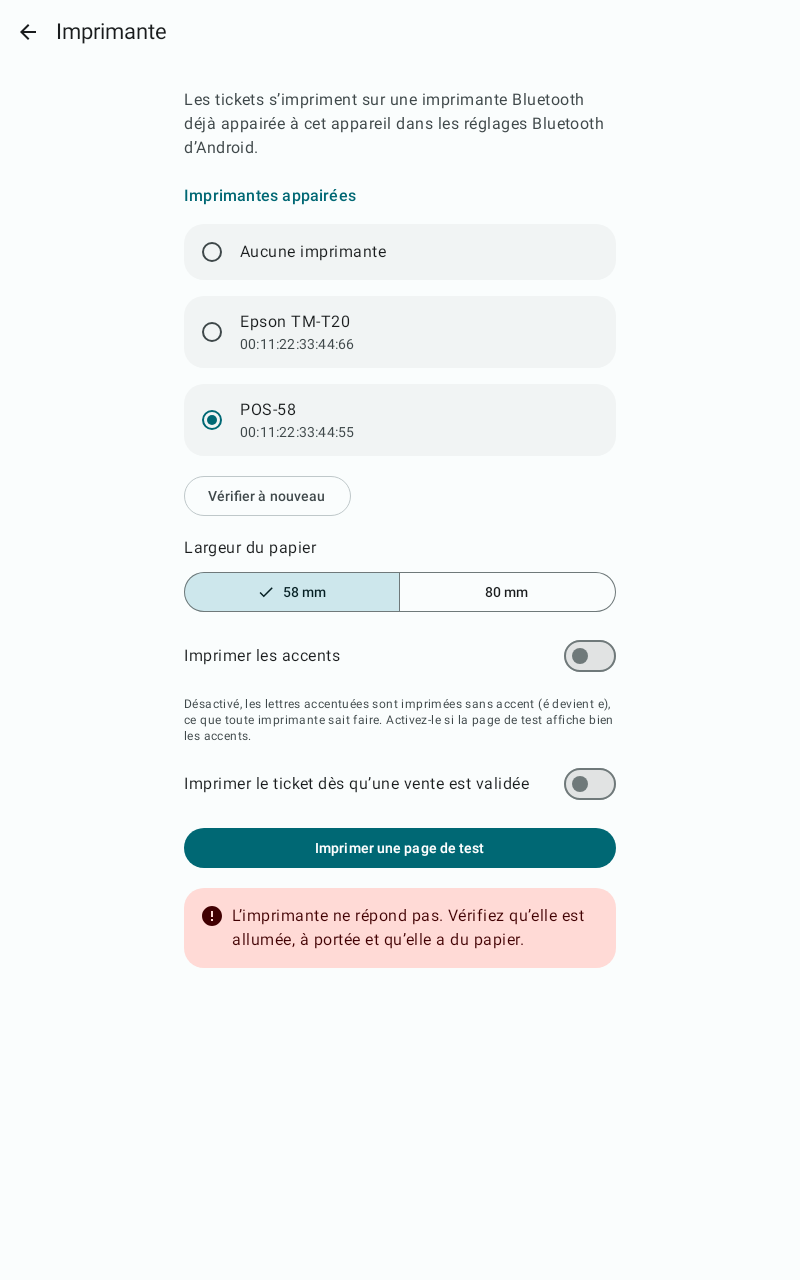 Imprimante
Les tickets s’impriment sur une imprimante Bluetooth
déjà appairée à cet appareil dans les réglages Bluetooth
d’Android.
Imprimantes appairées
Aucune imprimante
Epson TM-T20
00:11:22:33:44:66
POS-58
00:11:22:33:44:55
Vérifier à nouveau
Largeur du papier
58 mm
80 mm
Imprimer les accents
Désactivé, les lettres accentuées sont imprimées sans accent (é devient e),
ce que toute imprimante sait faire. Activez-le si la page de test affiche bien
les accents.
Imprimer le ticket dès qu’une vente est validée
Imprimer une page de test
L’imprimante ne répond pas. Vérifiez qu’elle est
allumée, à portée et qu’elle a du papier.